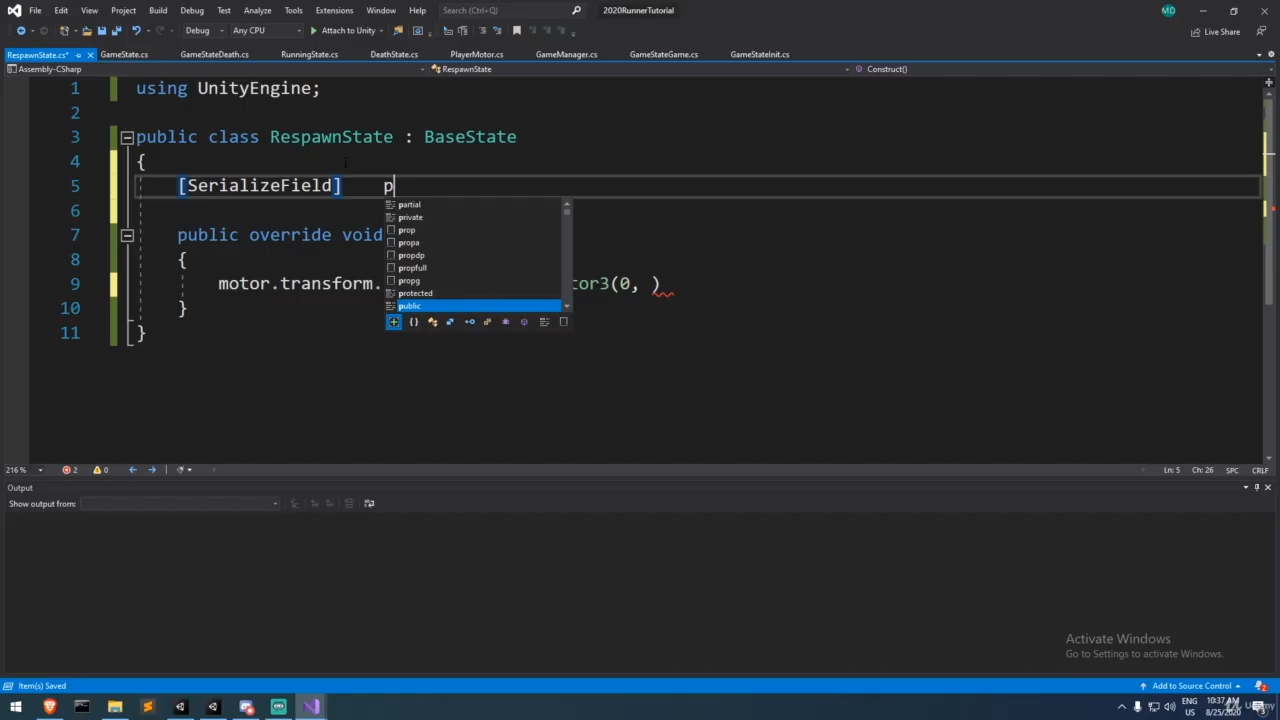 File Edit View Project Build Debug Test Analyze Tools Extensions Window Help Search (Ctrl+Q) 2020RunnerTutorial MD
Debug Any CPU Attach to Unity Live Share
RespawnState.cs* GameState.cs GameStateDeath.cs RunningState.cs DeathState.cs PlayerMotor.cs GameManager.cs GameStateGame.cs GameStateInit.cs
Assembly-CSharp RespawnState Construct()
1 using UnityEngine;
2
3 public class RespawnState : BaseState
4 {
5 [SerializeField] p
partial
6 private
prop
7 public override void
propa
8 {
propdp
propfull
9 motor.transform. tor3(0, )
propg
protected
10 }
public
11 }
216 % 2 0 Ln: 5 Ch: 26 SPC CRLF
Output
Show output from:
Activate Windows
Go to Settings to activate Windows.
Item(s) Saved Add to Source Control 2
ENG 10:37 AM
US 8/25/2020
Udemy